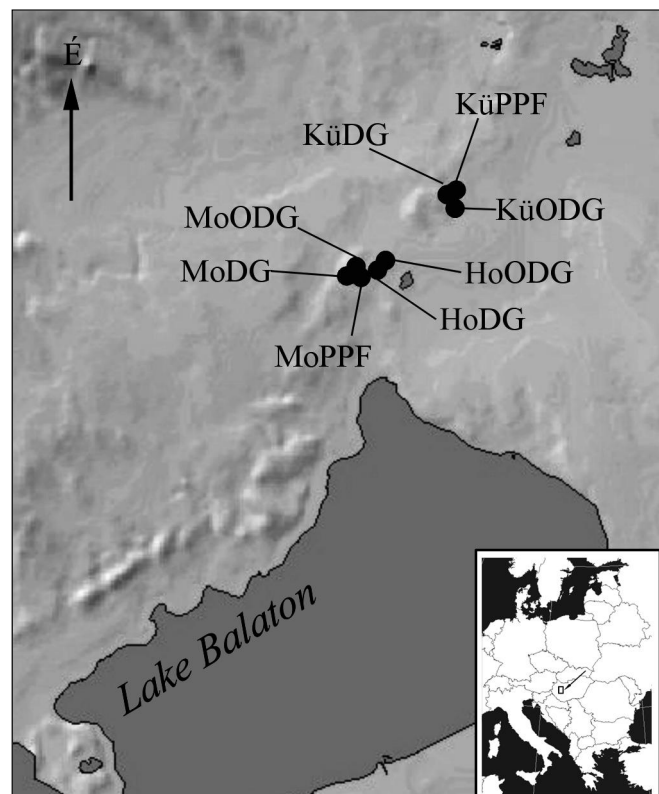 É
KüPPF
KüDG
KüODG
MoODG
MoDG
HoODG
HoDG
MoPPF
Lake Balaton